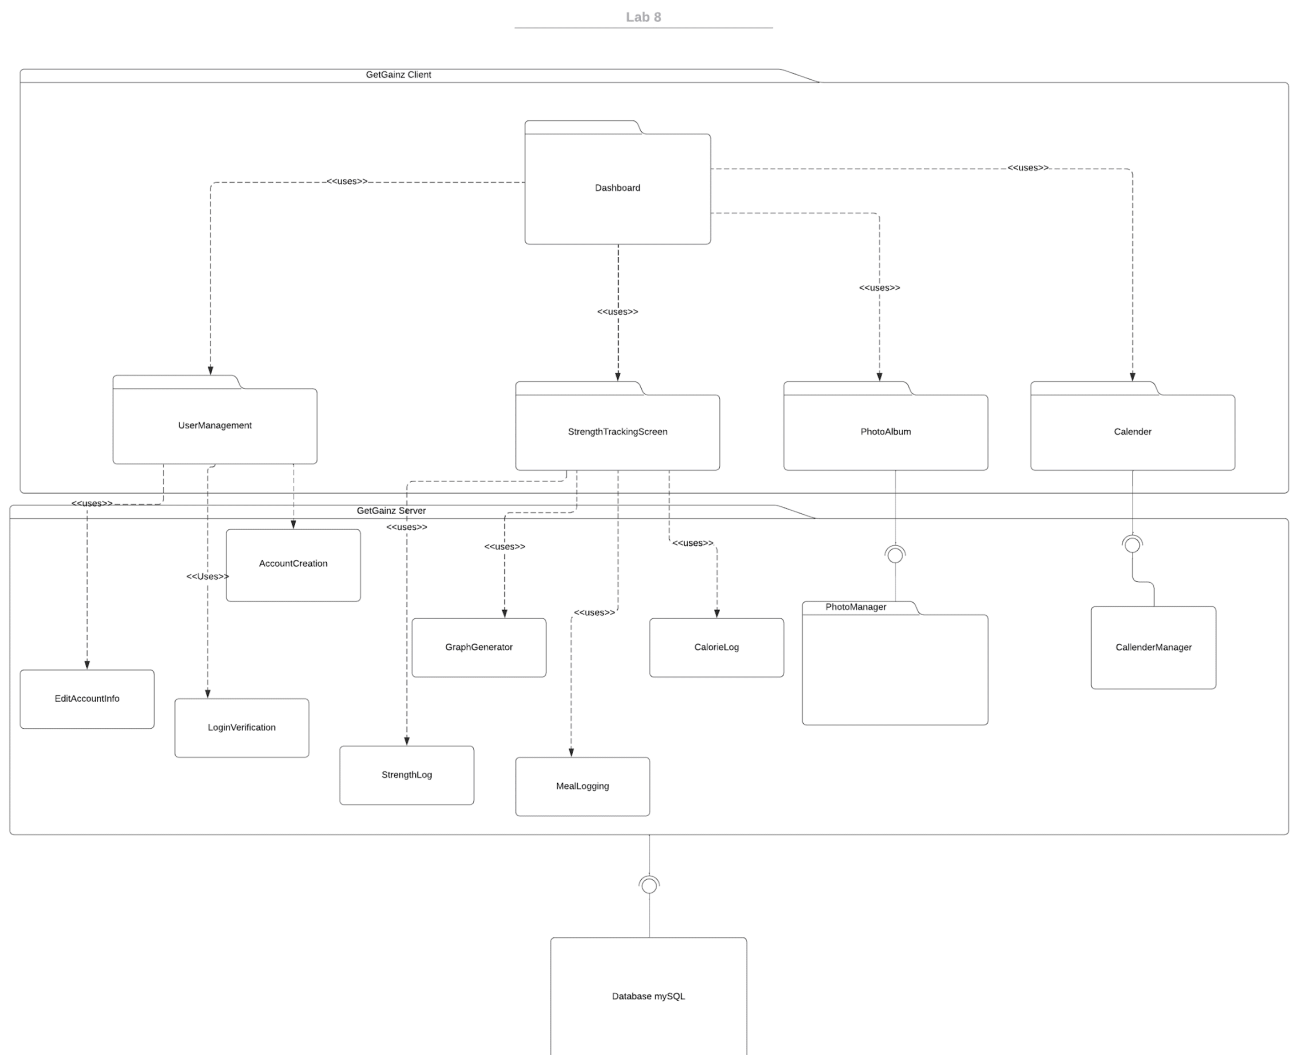 Lab 8
GetGainz Client
Dashboard
<<uses>>
<<uses>>
<<uses>>
<<uses>>
UserManagement
StrengthTrackingScreen
PhotoAlbum
Calender
<<uses>>
GetGainz Server
<<uses>>
<<uses>>
<<uses>>
AccountCreation
<<Uses>>
<<uses>>
PhotoManager
GraphGenerator
CalorieLog
CallenderManager
EditAccountInfo
LoginVerification
StrengthLog
MealLogging
Database mySQL